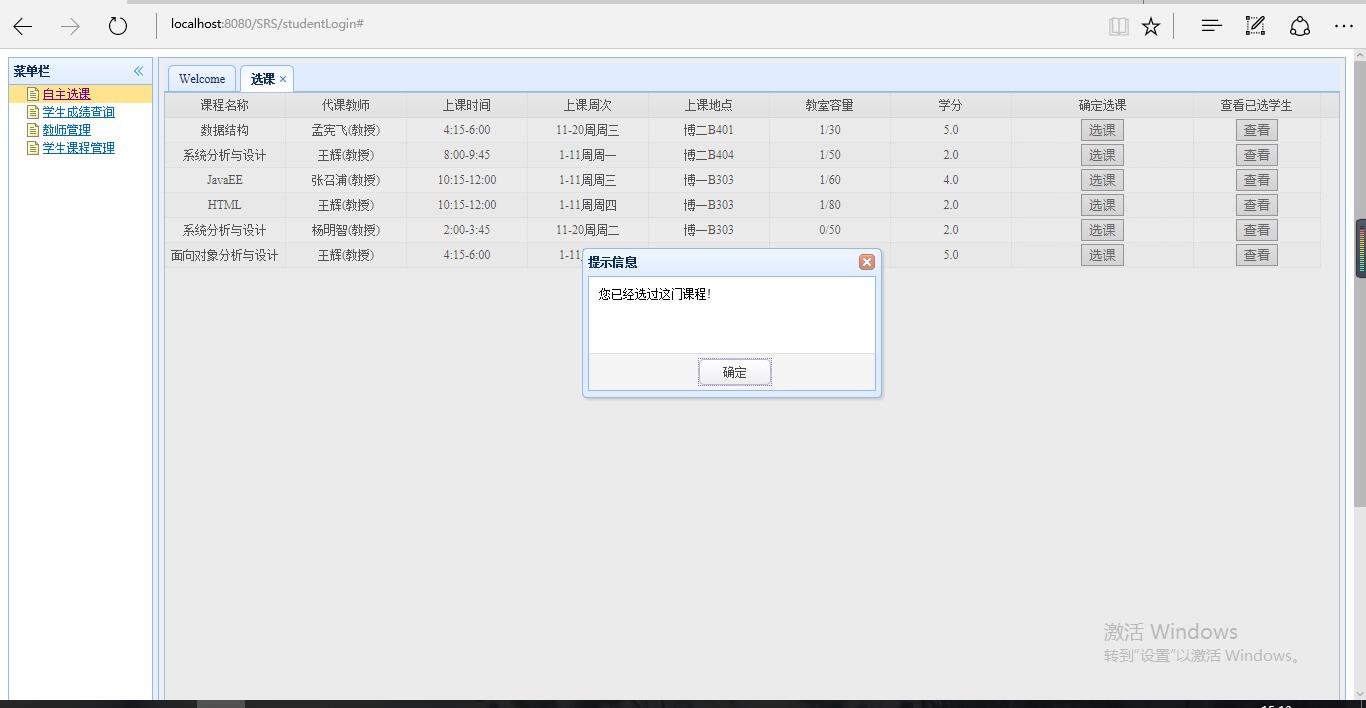 localhost:8080/SRS/studentLogin#
菜单栏
自主选课
学生成绩查询
教师管理
学生课程管理
Welcome 选课
课程名称 代课教师 上课时间 上课周次 上课地点 教室容量 学分 确定选课 查看已选学生
数据结构 孟宪飞(教授) 4:15-6:00 11-20周周三 博二B401 1/30 5.0 选课 查看
系统分析与设计 王辉(教授) 8:00-9:45 1-11周周一 博二B404 1/50 2.0 选课 查看
JavaEE 张召浦(教授) 10:15-12:00 1-11周周三 博一B303 1/60 4.0 选课 查看
HTML 王辉(教授) 10:15-12:00 1-11周周四 博一B303 1/80 2.0 选课 查看
系统分析与设计 杨明智(教授) 2:00-3:45 11-20周周二 博一B303 0/50 2.0 选课 查看
面向对象分析与设计 王辉(教授) 4:15-6:00 1-11 5.0 选课 查看
提示信息
您已经选过这门课程!
确定
激活 Windows
转到"设置"以激活 Windows。